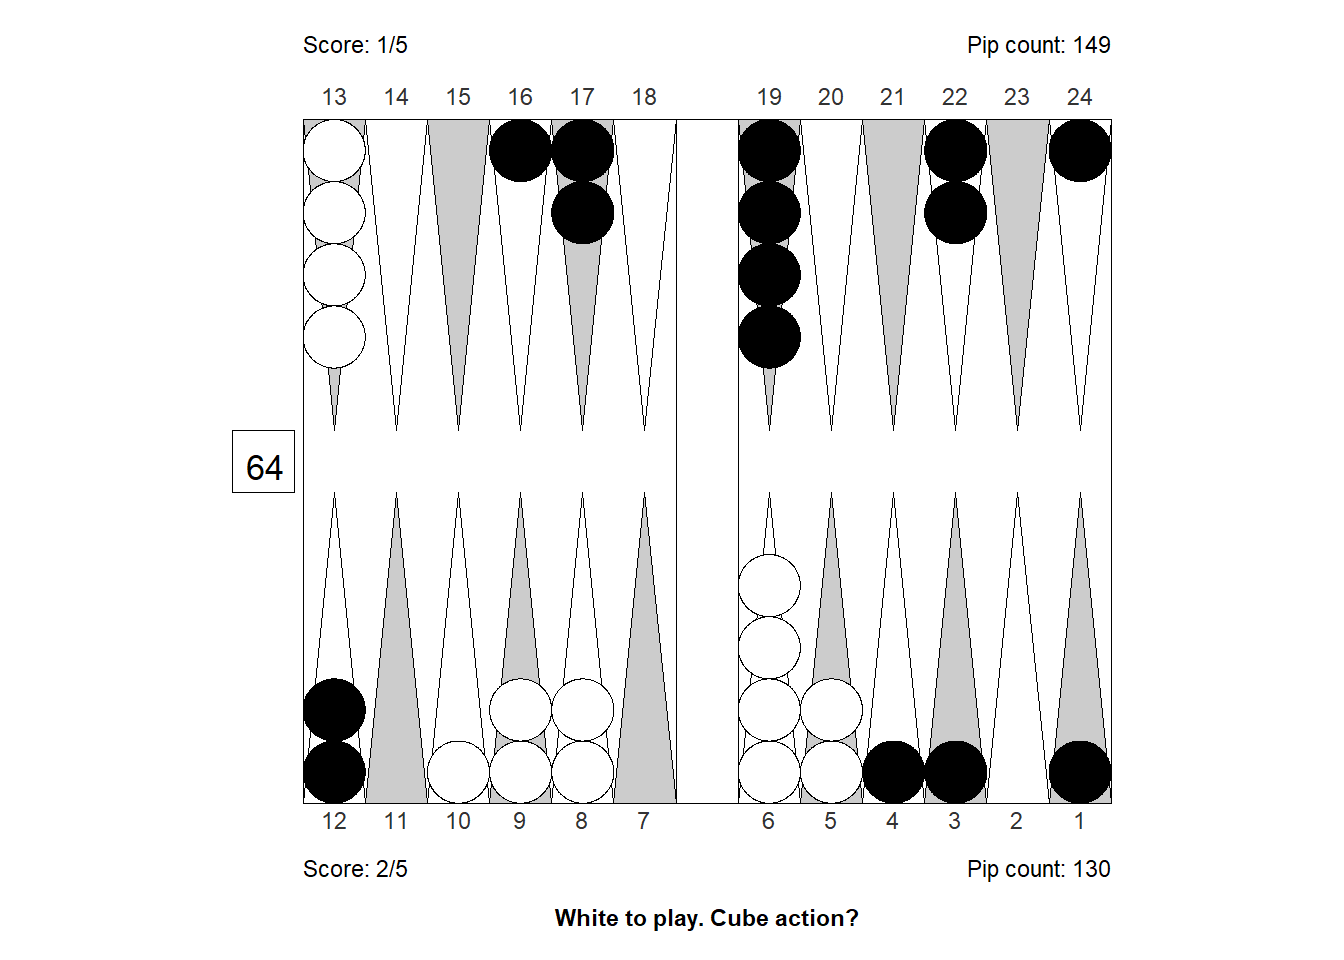 Score: 1/5 Pip count: 149
13 14 15 16 17 18 19 20 21 22 23 24
64
12 11 10 9 8 7 6 5 4 3 2 1
Score: 2/5 Pip count: 130
White to play. Cube action?